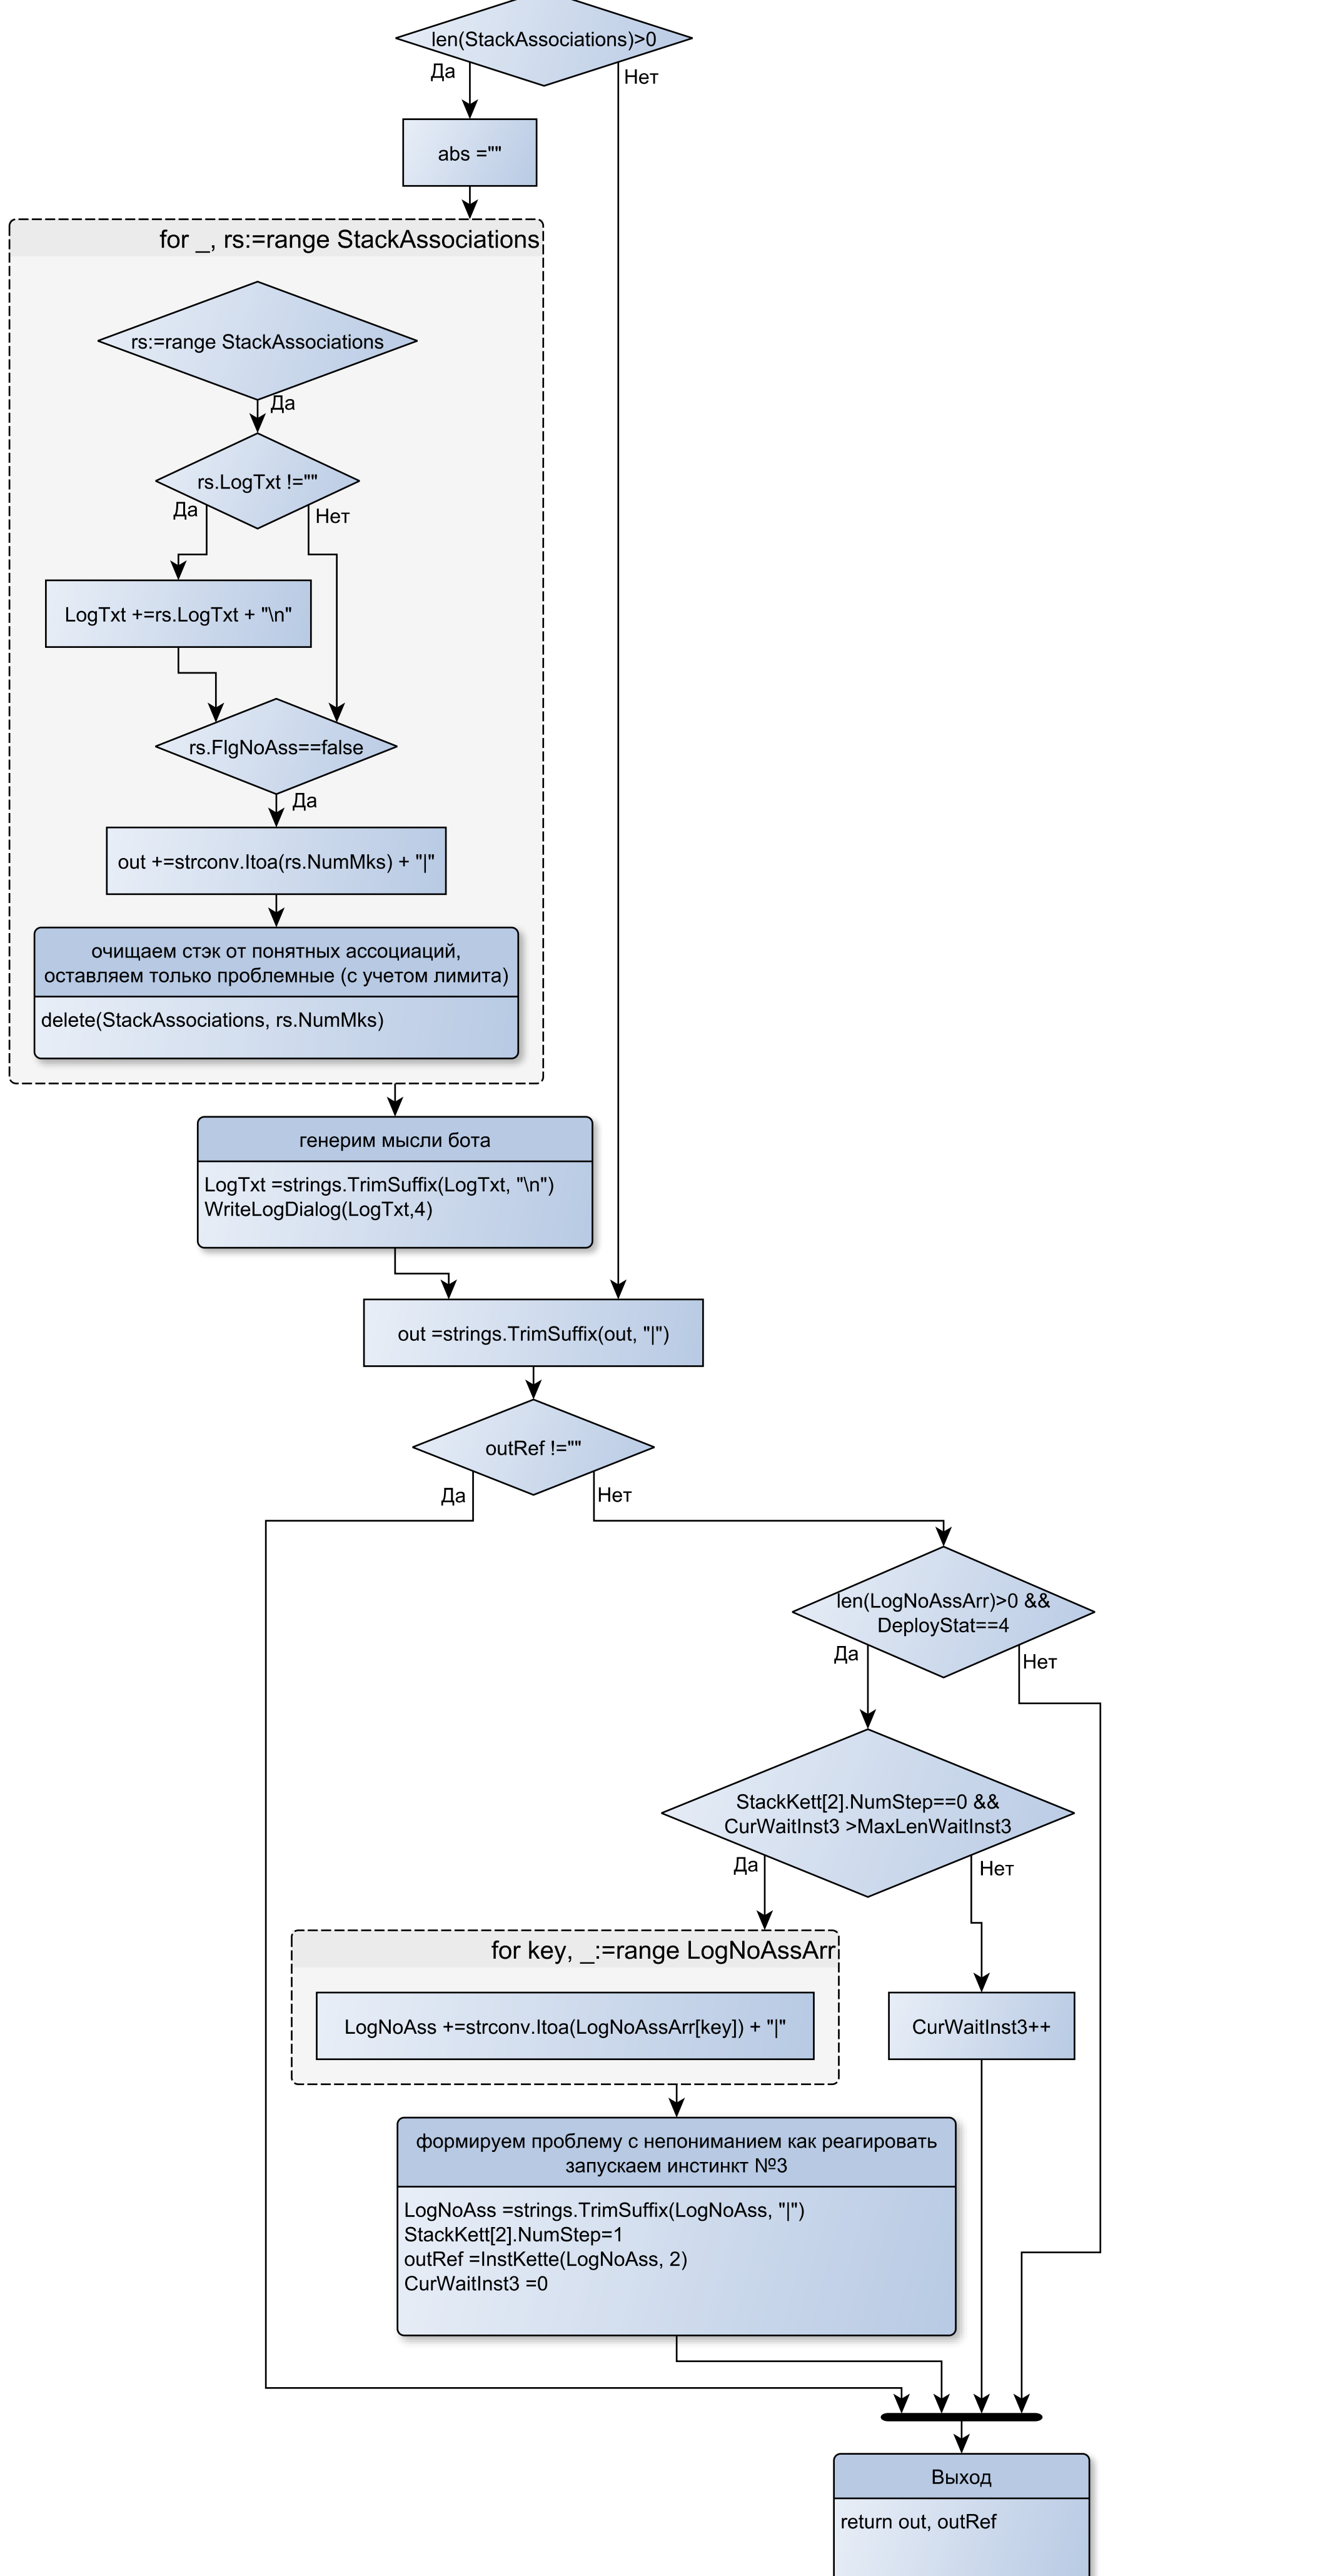 len(StackAssociations)>0
Да
Нет
abs =""
for _, rs:=range StackAssociations
rs:=range StackAssociations
Да
rs.LogTxt !=""
Да
Нет
LogTxt +=rs.LogTxt + "\n"
rs.FlgNoAss==false
Да
out +=strconv.Itoa(rs.NumMks) + "|"
очищаем стэк от понятных ассоциаций,
оставляем только проблемные (с учетом лимита)
delete(StackAssociations, rs.NumMks)
генерим мысли бота
LogTxt =strings.TrimSuffix(LogTxt, "\n")
WriteLogDialog(LogTxt,4)
out =strings.TrimSuffix(out, "|")
outRef !=""
Да
Нет
len(LogNoAssArr)>0 &&
DeployStat==4
Да
Нет
StackKett[2].NumStep==0 &&
CurWaitInst3 >MaxLenWaitInst3
Да
Нет
for key, _:=range LogNoAssArr
LogNoAss +=strconv.Itoa(LogNoAssArr[key]) + "|"
CurWaitInst3++
формируем проблему с непониманием как реагировать
запускаем инстинкт №3
LogNoAss =strings.TrimSuffix(LogNoAss, "|")
StackKett[2].NumStep=1
outRef =InstKette(LogNoAss, 2)
CurWaitInst3 =0
Выход
return out, outRef